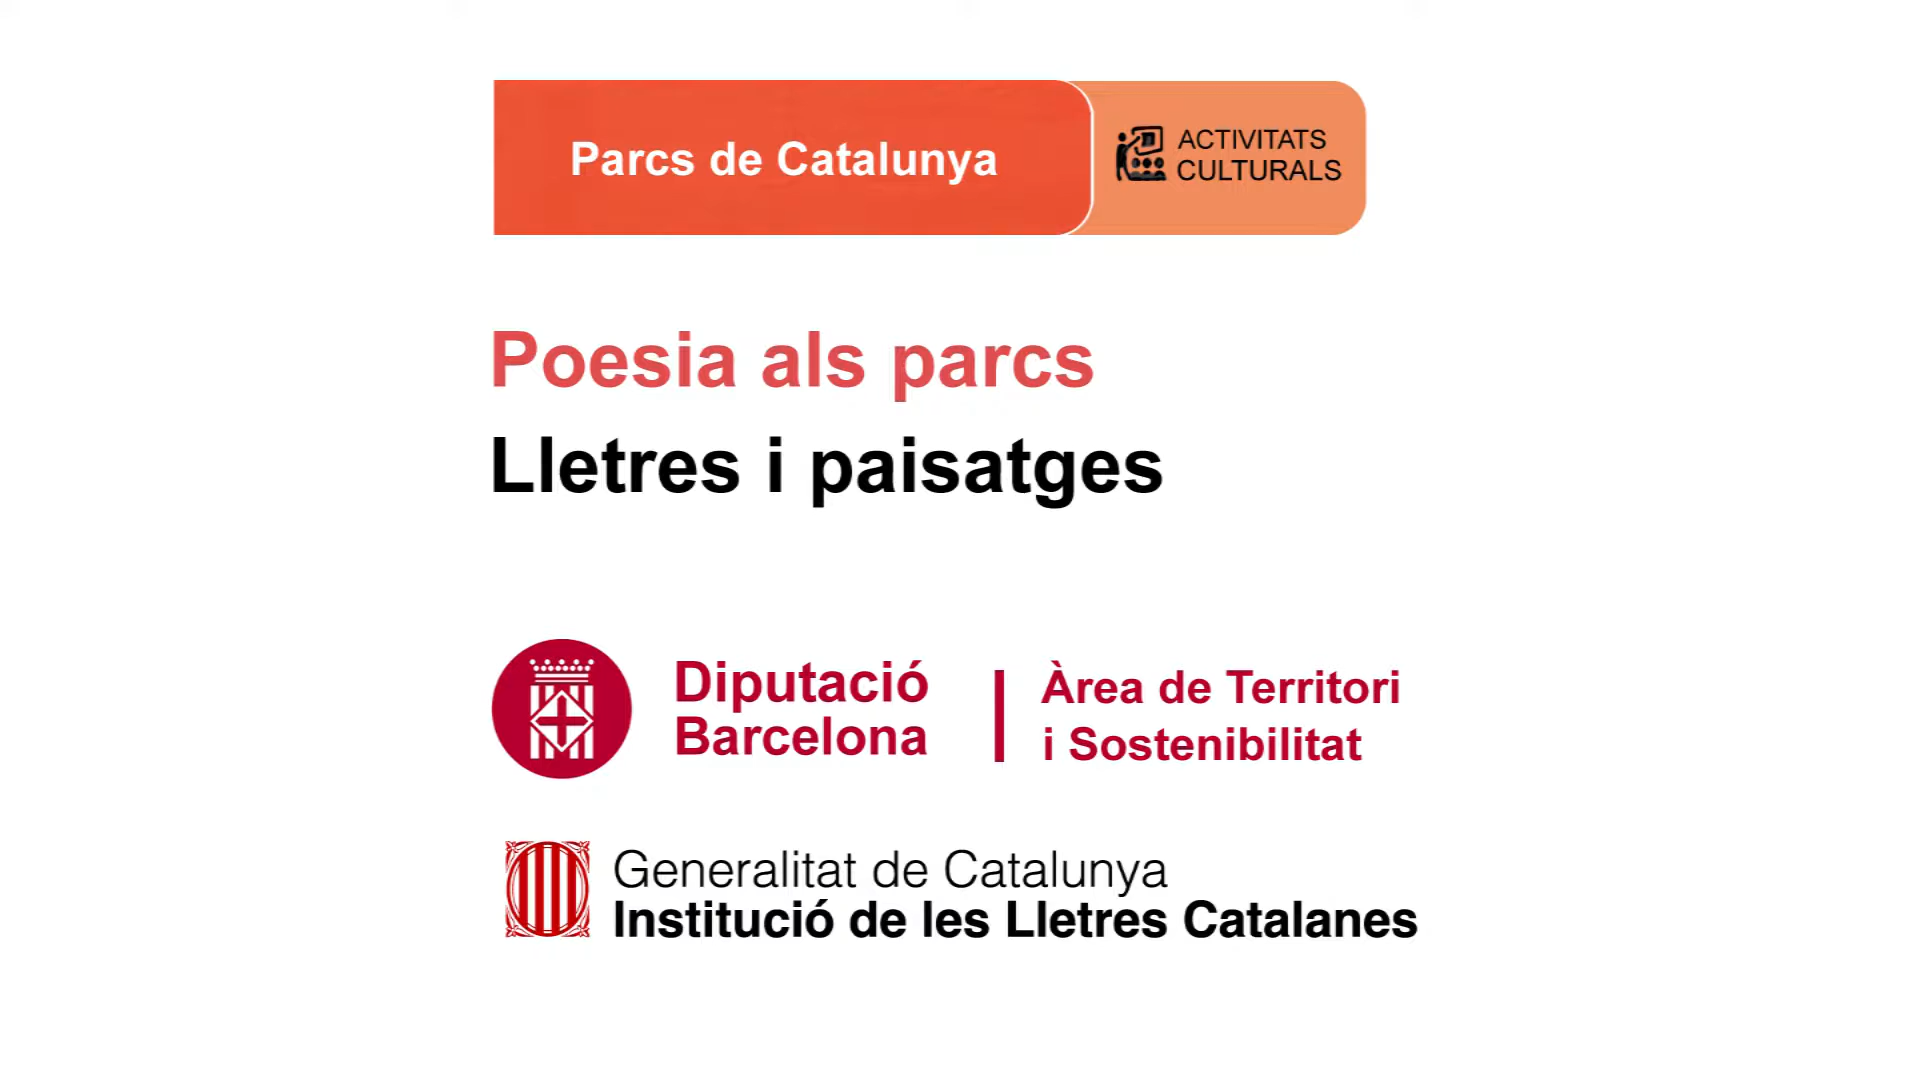 Parcs de Catalunya
ACTIVITATS
CULTURALS
Poesia als parcs
Lletres i paisatges
Diputació
Barcelona
Àrea de Territori
i Sostenibilitat
Generalitat de Catalunya
Institució de les Lletres Catalanes